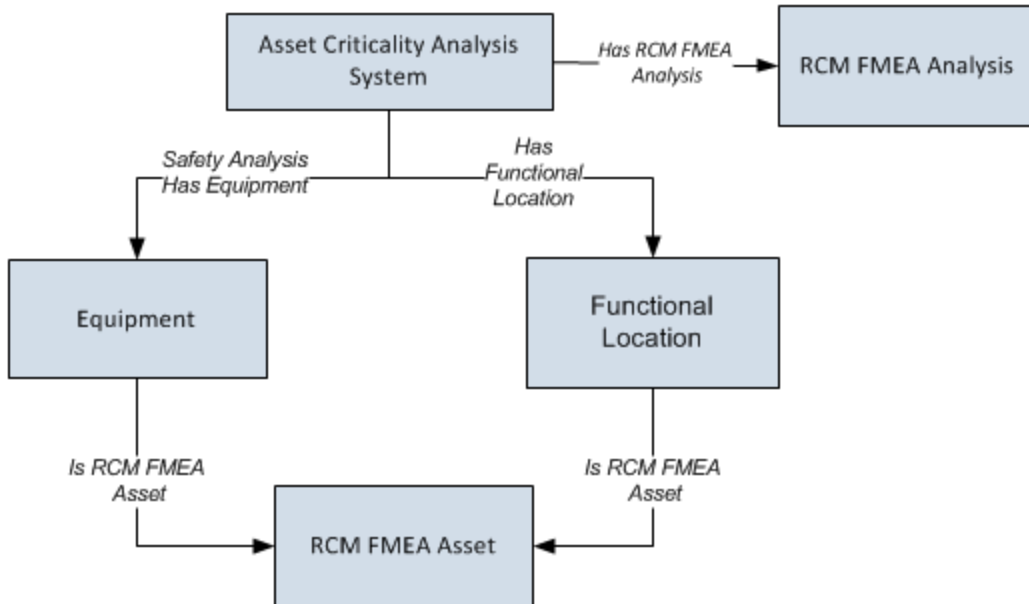 Asset Criticality Analysis
System
Has RCM FMEA
Analysis
RCM FMEA Analysis
Safety Analysis
Has Equipment
Has
Functional
Location
Equipment
Functional
Location
Is RCM FMEA
Asset
Is RCM FMEA
Asset
RCM FMEA Asset